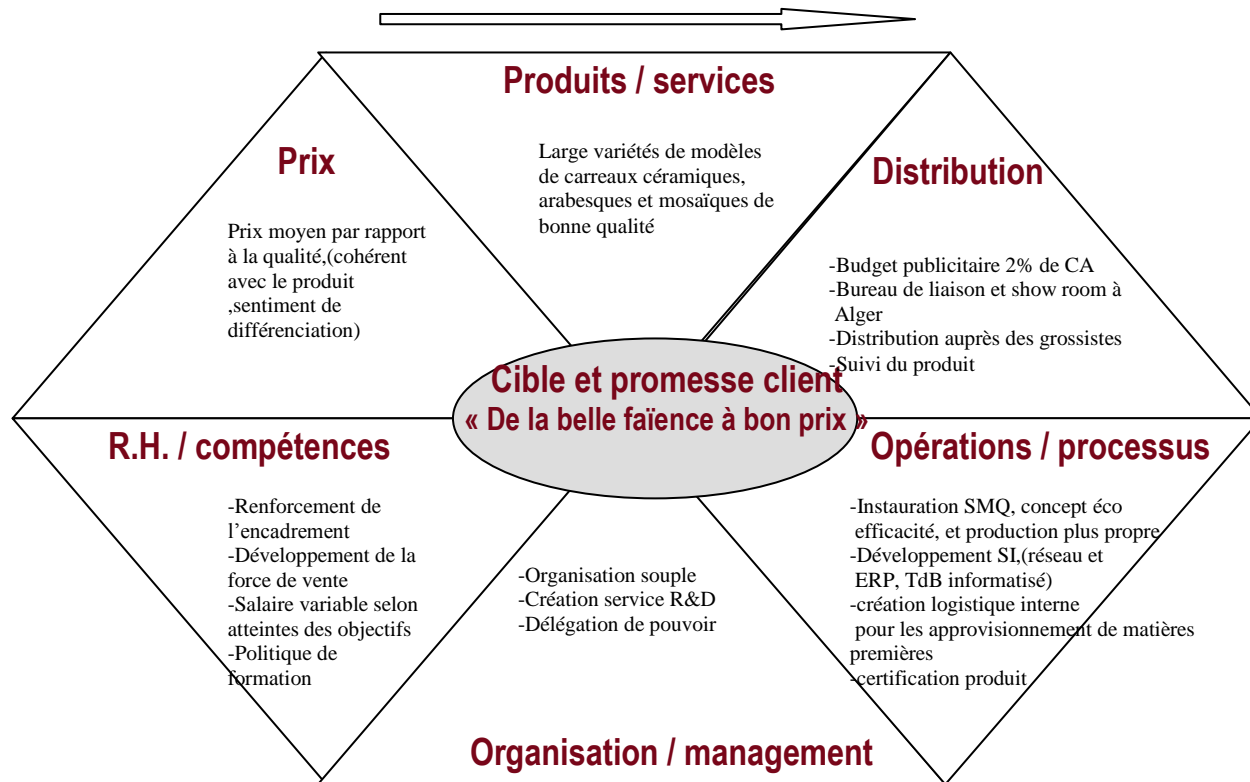 Produits / services
Large variétés de modèles
de carreaux céramiques,
arabesques et mosaïques de
bonne qualité
Prix
Prix moyen par rapport
à la qualité,(cohérent
avec le produit
,sentiment de
différenciation)
Distribution
-Budget publicitaire 2% de CA
-Bureau de liaison et show room à
Alger
-Distribution auprès des grossistes
-Suivi du produit
Cible et promesse client
« De la belle faïence à bon prix »
R.H. / compétences
-Renforcement de
l’encadrement
-Développement de la
force de vente
-Salaire variable selon
atteintes des objectifs
-Politique de
formation
-Organisation souple
-Création service R&D
-Délégation de pouvoir
Organisation / management
Opérations / processus
-Instauration SMQ, concept éco
efficacité, et production plus propre
-Développement SI,(réseau et
ERP, TdB informatisé)
-création logistique interne
pour les approvisionnement de matières
premières
-certification produit